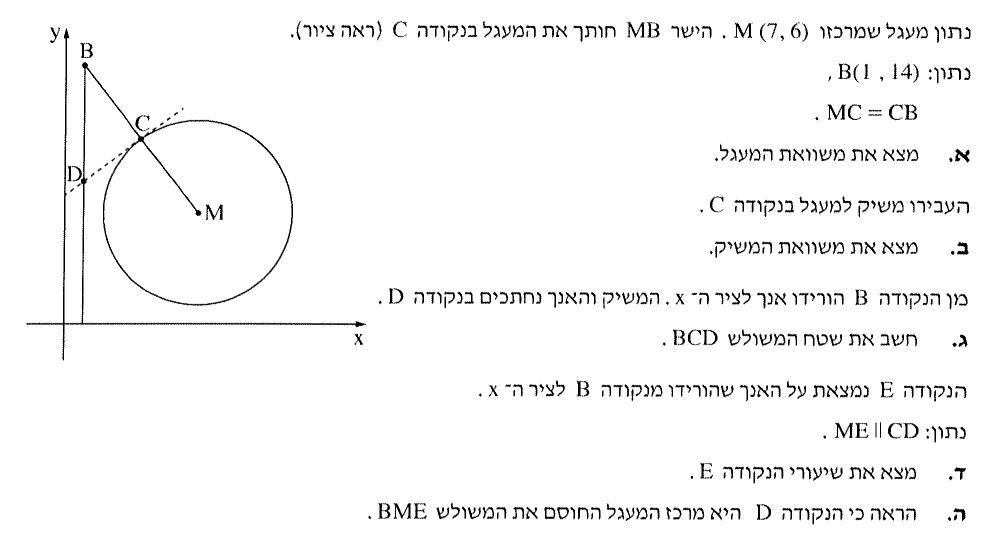 נתון מעגל שמרכזו M (7, 6) . הישר MB חותך את המעגל בנקודה C (ראה ציור).
נתון: B(1 , 14) ,
MC = CB .
א. מצא את משוואת המעגל.
העבירו משיק למעגל בנקודה C .
ב. מצא את משוואת המשיק.
מן הנקודה B הורידו אנך לציר ה־ x . המשיק והאנך נחתכים בנקודה D .
ג. חשב את שטח המשולש BCD .
הנקודה E נמצאת על האנך שהורידו מנקודה B לציר ה־ x .
נתון: ME || CD .
ד. מצא את שיעורי הנקודה E .
ה. הראה כי הנקודה D היא מרכז המעגל החוסם את המשולש BME .
y
B
C
D
M
x